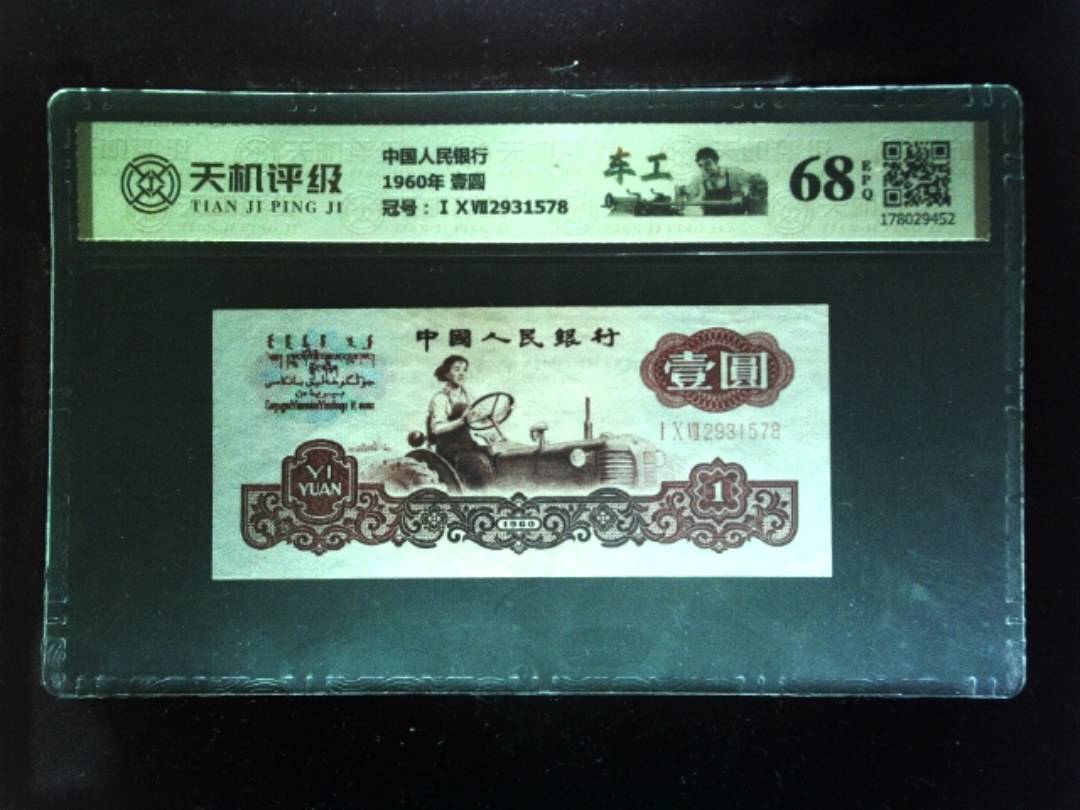 天机评级
TIAN JI PING JI
中国人民银行
1960年 壹圆
冠号：ⅠⅩⅦ2931578
车工
68
EPQ
178029452
中國人民銀行
壹圓
ⅠⅩⅦ2931578
YI
YUAN
1960
1